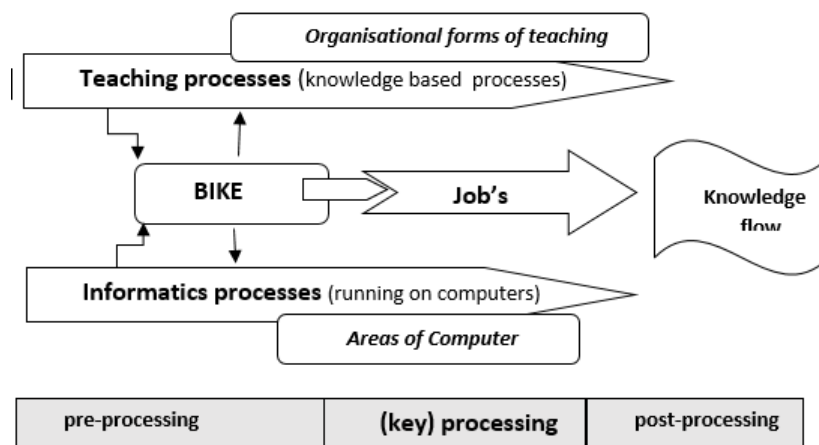 Organisational forms of teaching
Teaching processes (knowledge based processes)
BIKE
Job's
Knowledge
flow
Informatics processes (running on computers)
Areas of Computer
pre-processing
(key) processing
post-processing